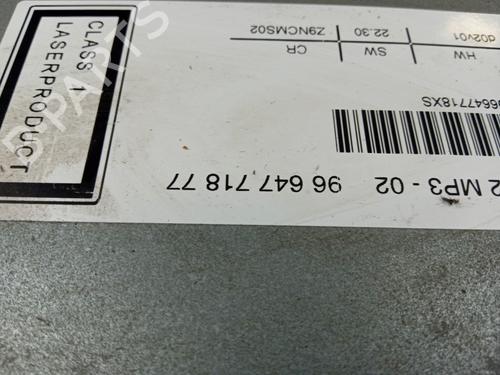 2 MP3 - 02 96 647 718 77
96647718XS
HW SW CR
d02v01 22.30 Z9NCMS02
CLASS 1
LASERPRODUCT